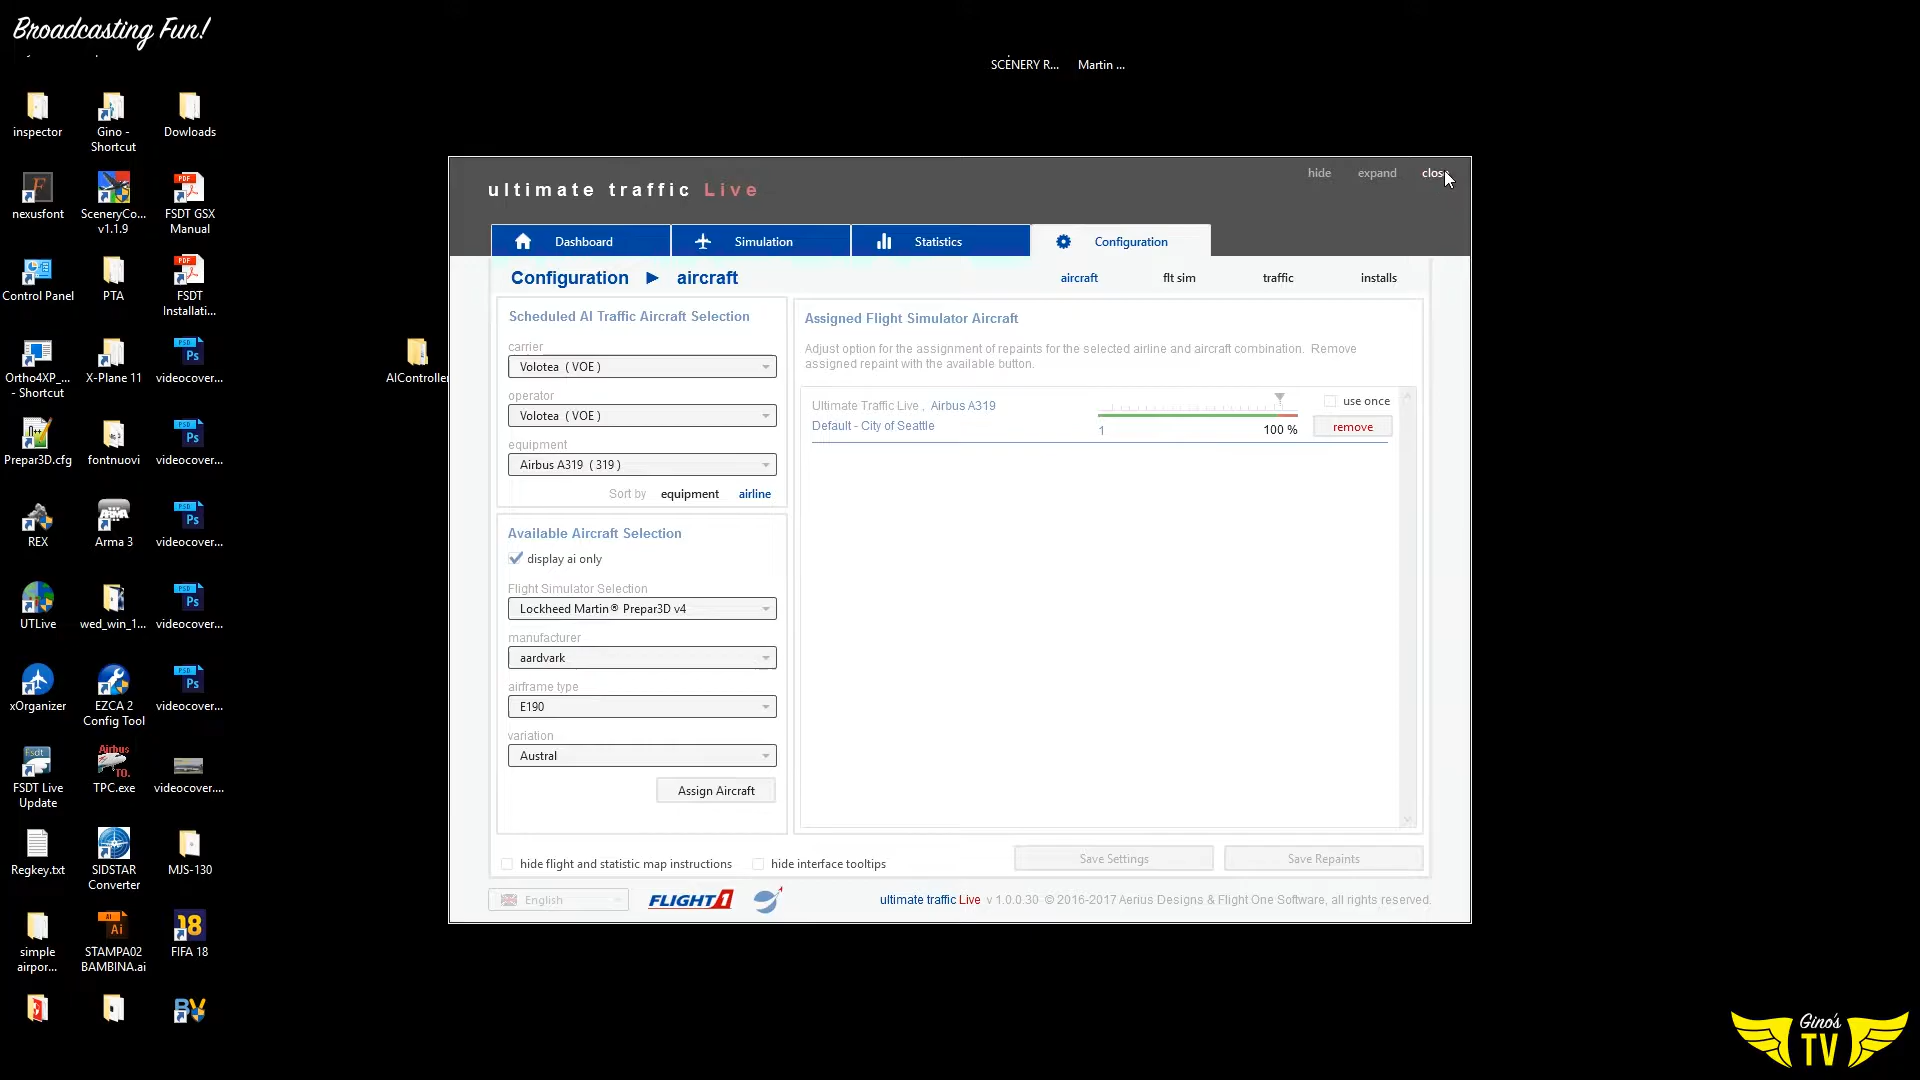 Broadcasting Fun!
SCENERY R... Martin ...
inspector
Gino -
Shortcut
Dowloads
nexusfont
SceneryCo...
v1.1.9
FSDT GSX
Manual
Control Panel
PTA
FSDT
Installati...
Ortho4XP_...
- Shortcut
X-Plane 11
videocover...
AIController
Prepar3D.cfg
fontnuovi
videocover...
REX
Arma 3
videocover...
UTLive
wed_win_1...
videocover...
xOrganizer
EZCA 2
Config Tool
videocover...
FSDT Live
Update
TPC.exe
videocover....
Regkey.txt
SIDSTAR
Converter
MJS-130
simple
airpor...
STAMPA02
BAMBINA.ai
FIFA 18
ultimate traffic Live
hide expand close
Dashboard Simulation Statistics Configuration
Configuration ► aircraft
aircraft flt sim traffic installs
Scheduled AI Traffic Aircraft Selection
carrier
Volotea ( VOE )
operator
Volotea ( VOE )
equipment
Airbus A319 ( 319 )
Sort by equipment airline
Available Aircraft Selection
display ai only
Flight Simulator Selection
Lockheed Martin® Prepar3D v4
manufacturer
aardvark
airframe type
E190
variation
Austral
Assign Aircraft
Assigned Flight Simulator Aircraft
Adjust option for the assignment of repaints for the selected airline and aircraft combination. Remove
assigned repaint with the available button.
Ultimate Traffic Live , Airbus A319
Default - City of Seattle
1 100 %
use once
remove
hide flight and statistic map instructions hide interface tooltips
Save Settings Save Repaints
English
FLIGHT1
ultimate traffic Live v 1.0.0.30 © 2016-2017 Aerius Designs & Flight One Software, all rights reserved.
Gino's
TV